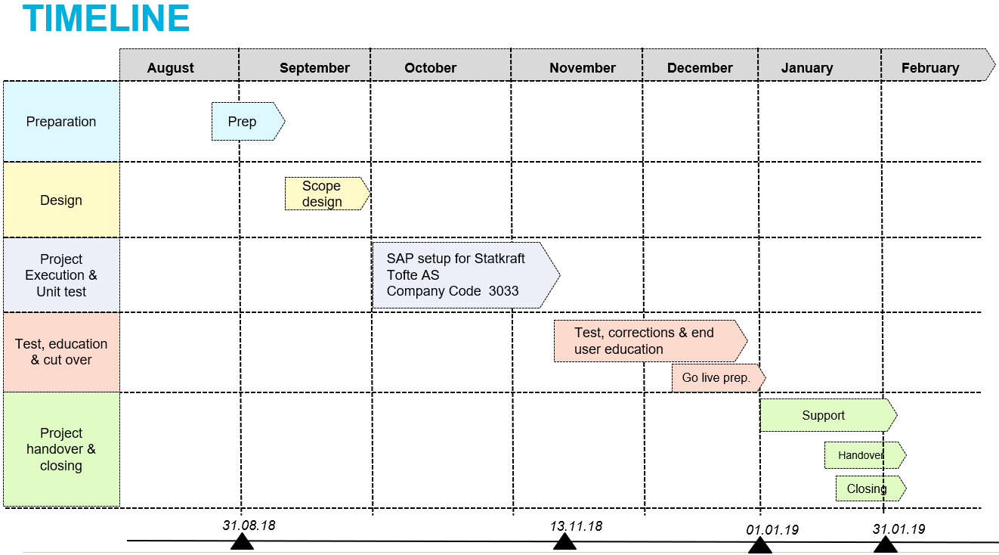 TIMELINE
August September October November December January February
Preparation
Prep
Design
Scope
design
Project
Execution &
Unit test
SAP setup for Statkraft
Tofte AS
Company Code  3033
Test, education
& cut over
Test, corrections & end
user education
Go live prep.
Project
handover &
closing
Support
Handover
Closing
31.08.18 13.11.18 01.01.19 31.01.19